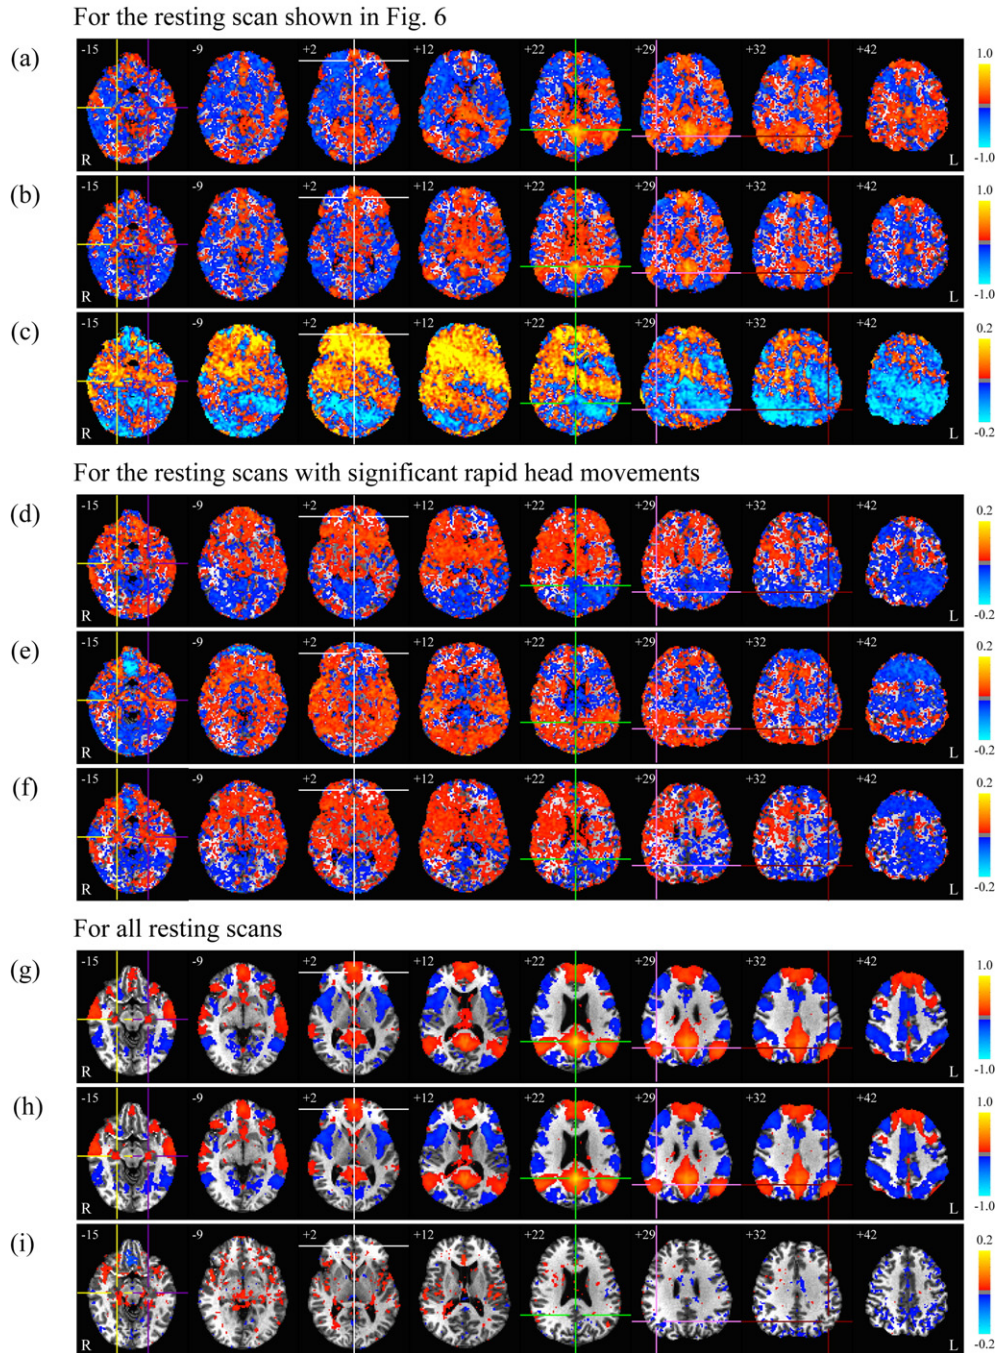 For the resting scan shown in Fig. 6
(a) -15 -9 +2 +12 +22 +29 +32 +42 1.0
R L -1.0
(b) -15 -9 +2 +12 +22 +29 +32 +42 1.0
R L -1.0
(c) -15 -9 +2 +12 +22 +29 +32 +42 0.2
R L -0.2
For the resting scans with significant rapid head movements
(d) -15 -9 +2 +12 +22 +29 +32 +42 0.2
R L -0.2
(e) -15 -9 +2 +12 +22 +29 +32 +42 0.2
R L -0.2
(f) -15 -9 +2 +12 +22 +29 +32 +42 0.2
R L -0.2
For all resting scans
(g) -15 -9 +2 +12 +22 +29 +32 +42 1.0
R L -1.0
(h) -15 -9 +2 +12 +22 +29 +32 +42 1.0
R L -1.0
(i) -15 -9 +2 +12 +22 +29 +32 +42 0.2
R L -0.2